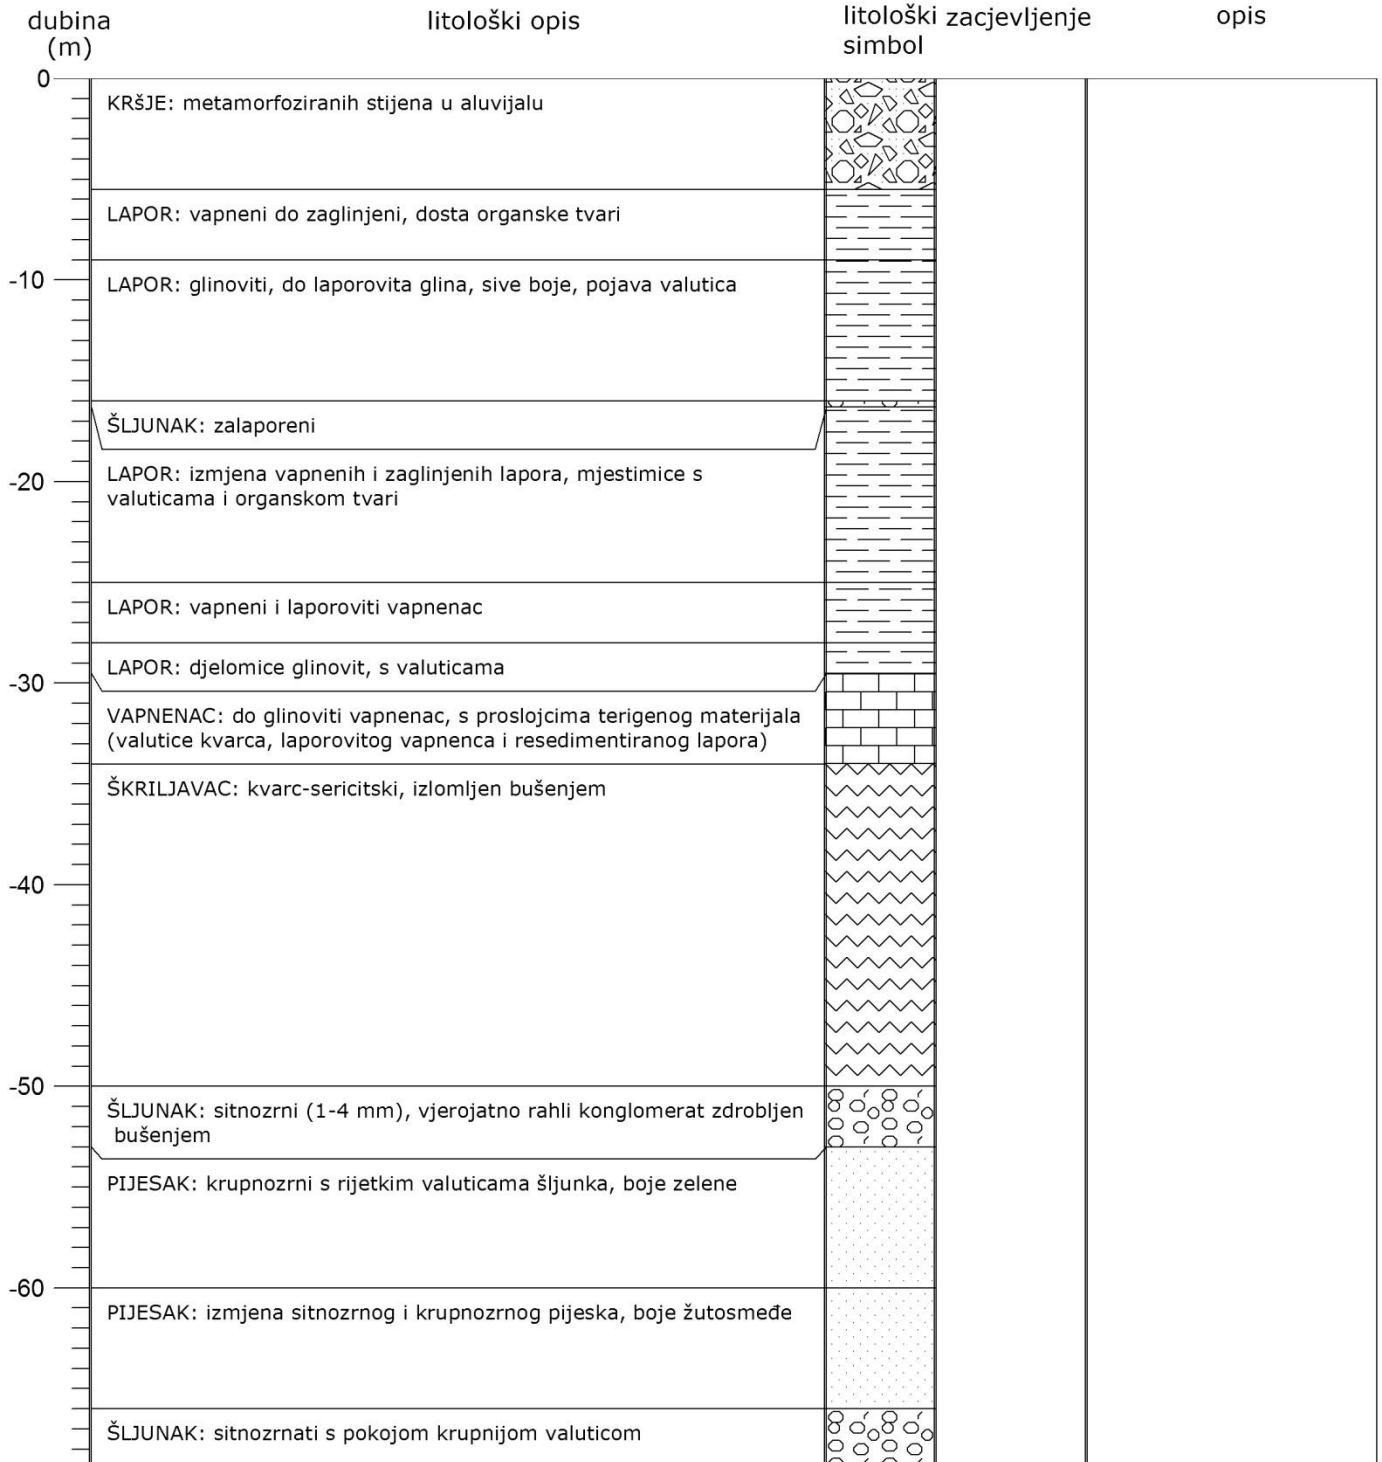 dubina
(m)
litološki opis
litološki
simbol
zacjevljenje
opis
0
KRšJE: metamorfoziranih stijena u aluvijalu
LAPOR: vapneni do zaglinjeni, dosta organske tvari
-10
LAPOR: glinoviti, do laporovita glina, sive boje, pojava valutica
ŠLJUNAK: zalaporeni
-20
LAPOR: izmjena vapnenih i zaglinjenih lapora, mjestimice s
valuticama i organskom tvari
LAPOR: vapneni i laporoviti vapnenac
LAPOR: djelomice glinovit, s valuticama
-30
VAPNENAC: do glinoviti vapnenac, s proslojcima terigenog materijala
(valutice kvarca, laporovitog vapnenca i resedimentiranog lapora)
ŠKRILJAVAC: kvarc-sericitski, izlomljen bušenjem
-40
-50
ŠLJUNAK: sitnozrni (1-4 mm), vjerojatno rahli konglomerat zdrobljen
bušenjem
PIJESAK: krupnozrni s rijetkim valuticama šljunka, boje zelene
-60
PIJESAK: izmjena sitnozrnog i krupnozrnog pijeska, boje žutosmeđe
ŠLJUNAK: sitnozrnati s pokojom krupnijom valuticom